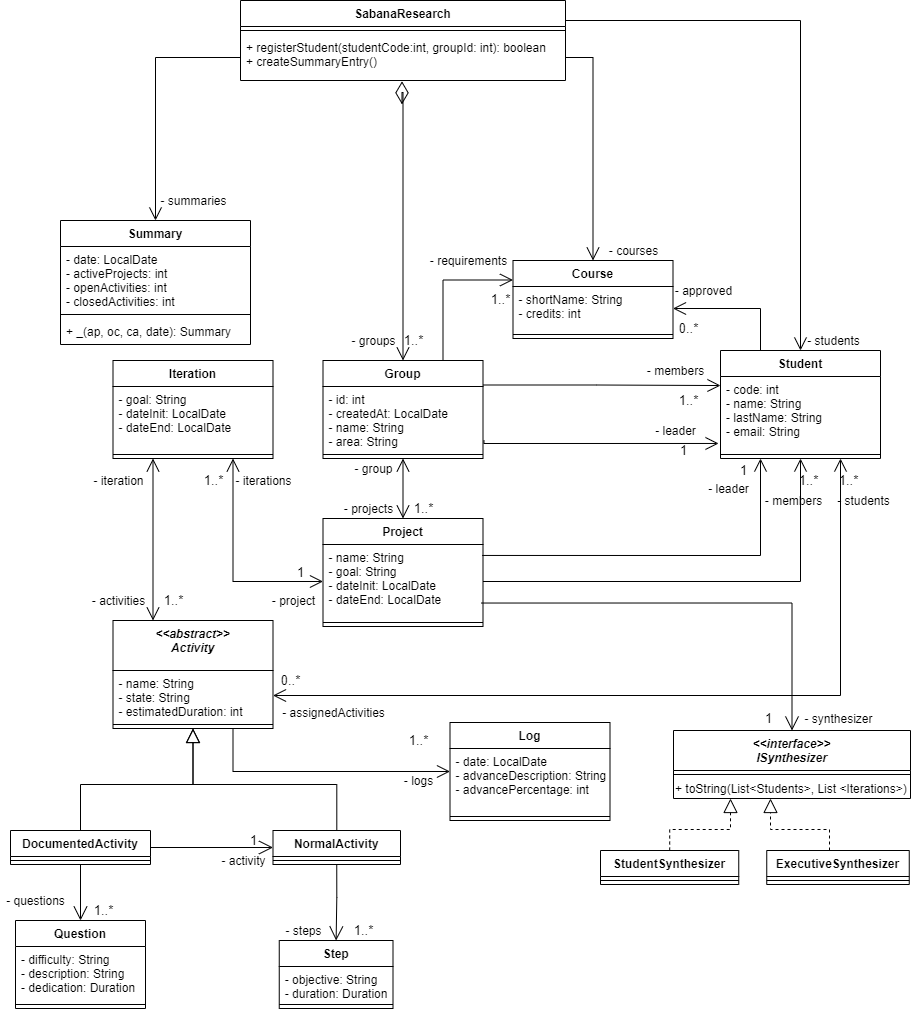 SabanaResearch
+ registerStudent(studentCode:int, groupId: int): boolean
+ createSummaryEntry()
- summaries
- courses
- students
Summary
- date: LocalDate
- activeProjects: int
- openActivities: int
- closedActivities: int
+ _(ap, oc, ca, date): Summary
- requirements
1..*
Course
- shortName: String
- credits: int
- approved
0..*
- groups
1..*
Iteration
- goal: String
- dateInit: LocalDate
- dateEnd: LocalDate
Group
- id: int
- createdAt: LocalDate
- name: String
- area: String
- members
1..*
- leader
1
Student
- code: int
- name: String
- lastName: String
- email: String
- iteration
1..*
- iterations
- group
- projects
1..*
1
- leader
1..*
- members
1..*
- students
Project
- name: String
- goal: String
- dateInit: LocalDate
- dateEnd: LocalDate
1
- project
- activities
1..*
<<abstract>>
Activity
- name: String
- state: String
- estimatedDuration: int
0..*
- assignedActivities
1
- synthesizer
1..*
- logs
Log
- date: LocalDate
- advanceDescription: String
- advancePercentage: int
<<interface>>
ISynthesizer
+ toString(List<Students>, List <Iterations>)
DocumentedActivity
1
- activity
NormalActivity
StudentSynthesizer
ExecutiveSynthesizer
- questions
1..*
- steps
1..*
Question
- difficulty: String
- description: String
- dedication: Duration
Step
- objective: String
- duration: Duration